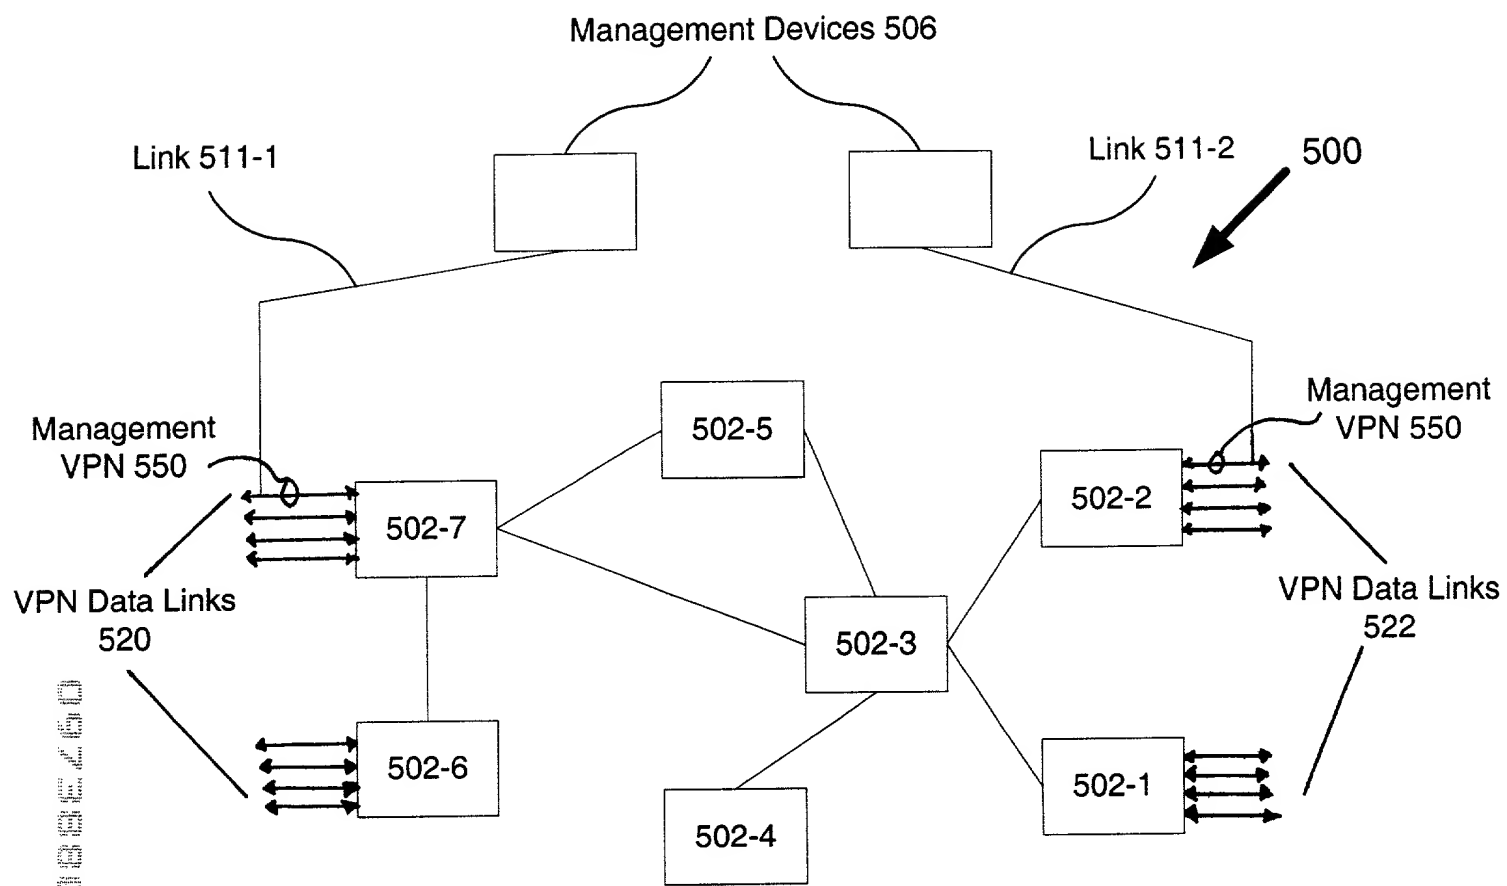 Management Devices 506
Link 511-1
Link 511-2
500
Management
VPN 550
Management
VPN 550
502-5
502-2
502-7
VPN Data Links
520
VPN Data Links
522
502-3
502-6
502-1
502-4